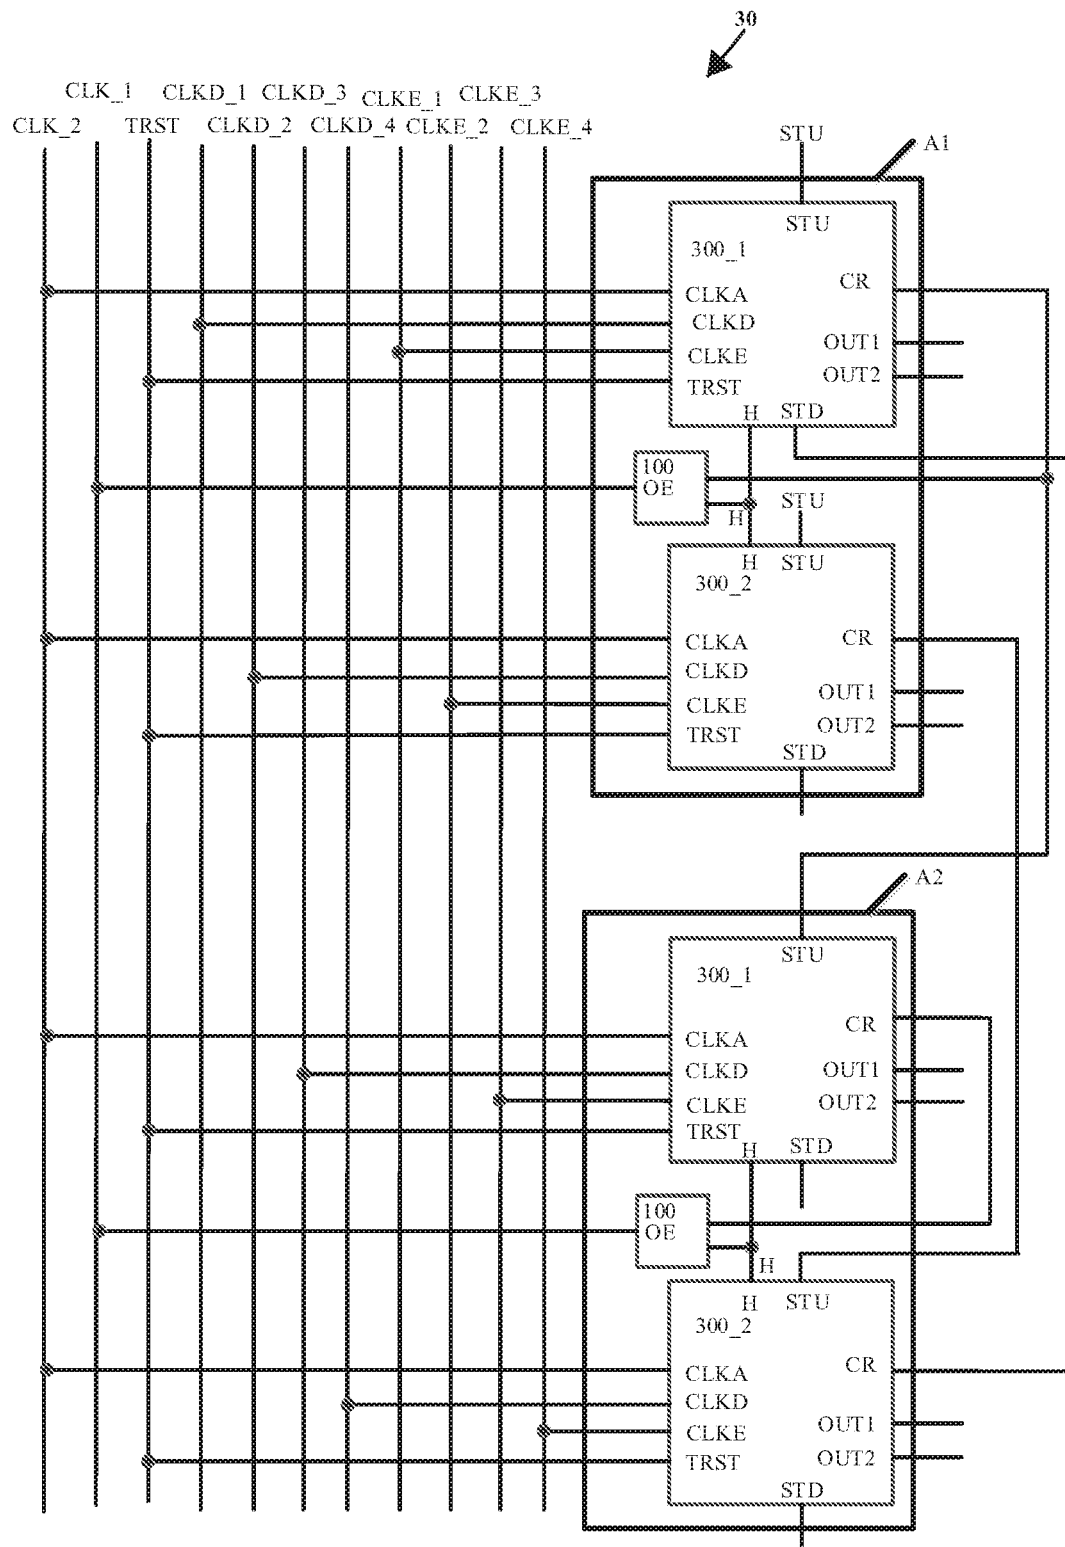 30
CLK_1 CLKD_1 CLKD_3 CLKE_1 CLKE_3
CLK_2 TRST CLKD_2 CLKD_4 CLKE_2 CLKE_4
STU
A1
STU
300_1
CLKA
CLKD
CLKE
TRST
CR
OUT1
OUT2
H STD
100
OE
H
STU
H STU
300_2
CLKA
CLKD
CLKE
TRST
CR
OUT1
OUT2
STD
A2
STU
300_1
CLKA
CLKD
CLKE
TRST
CR
OUT1
OUT2
H STD
100
OE
H
H STU
300_2
CLKA
CLKD
CLKE
TRST
CR
OUT1
OUT2
STD